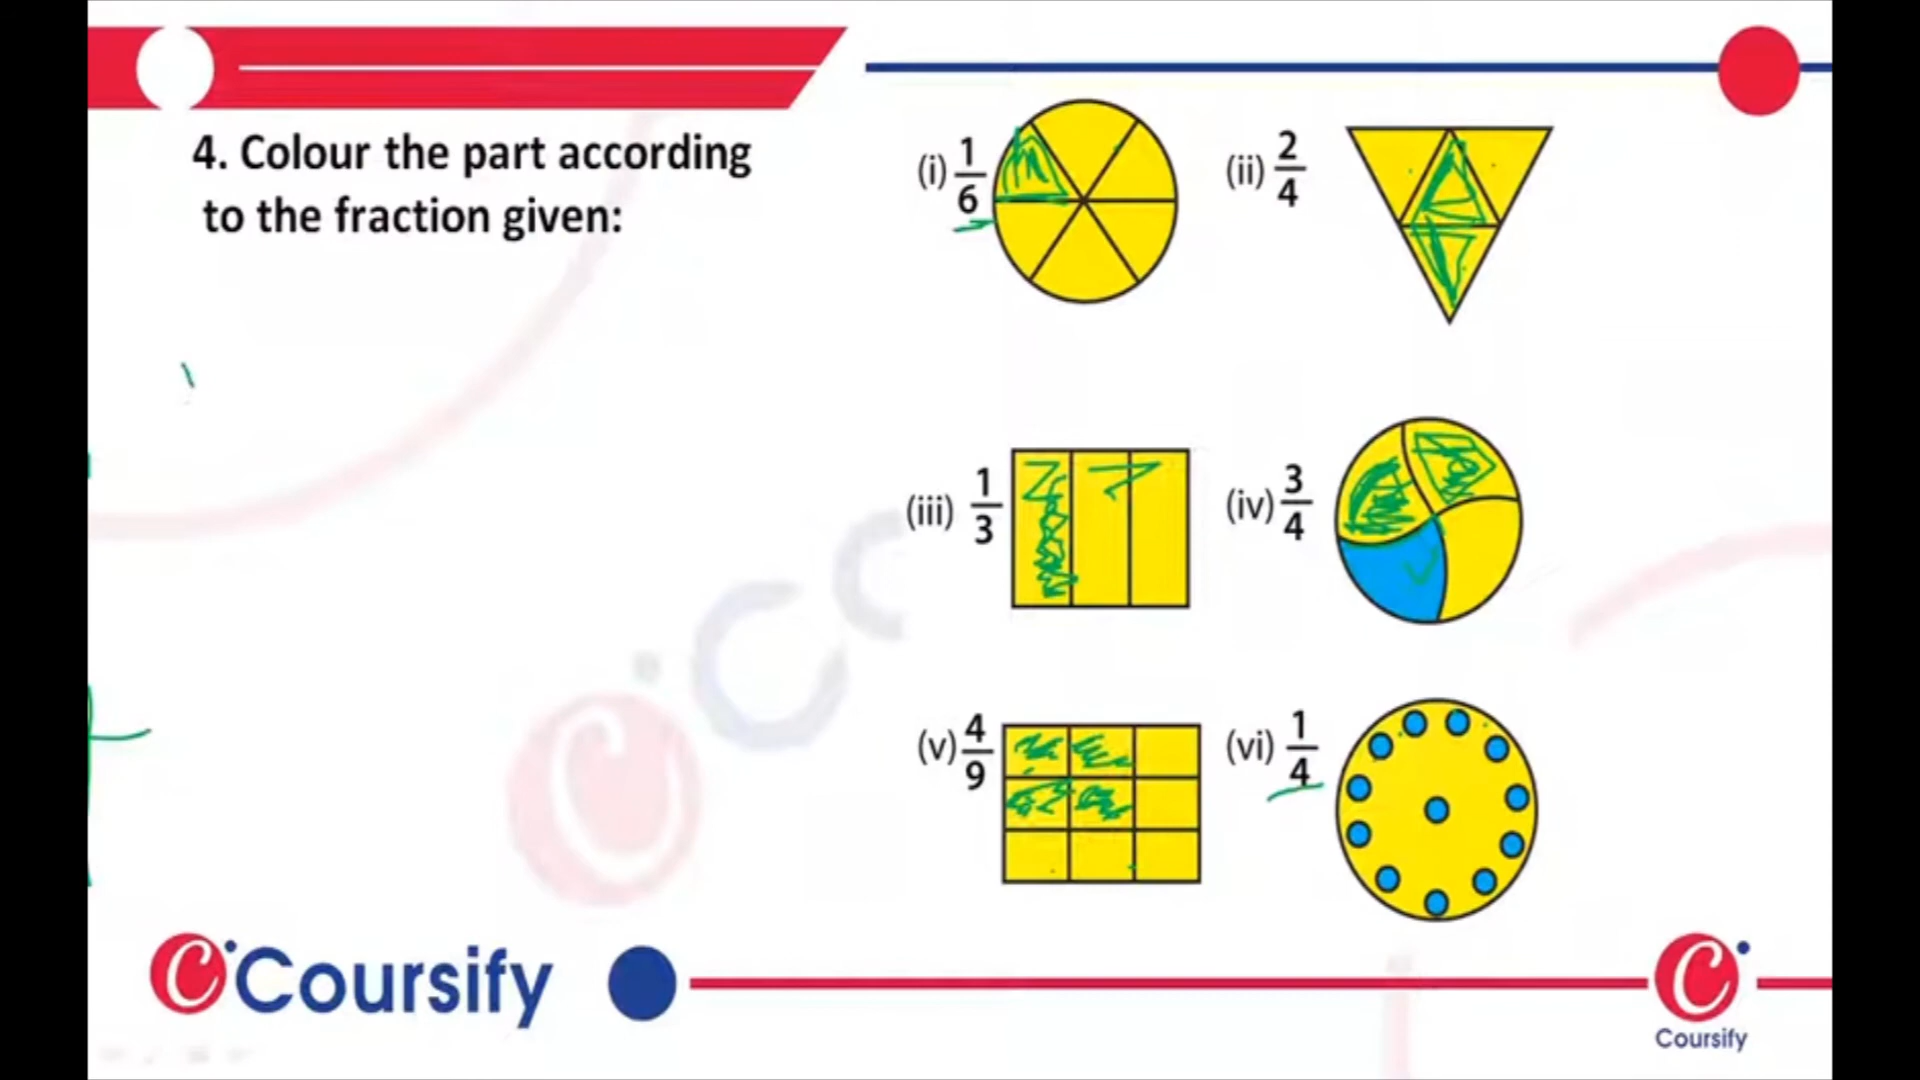 4. Colour the part according
to the fraction given:
(i) 1/6
(ii) 2/4
(iii) 1/3
(iv) 3/4
(v) 4/9
(vi) 1/4
Coursify
Coursify